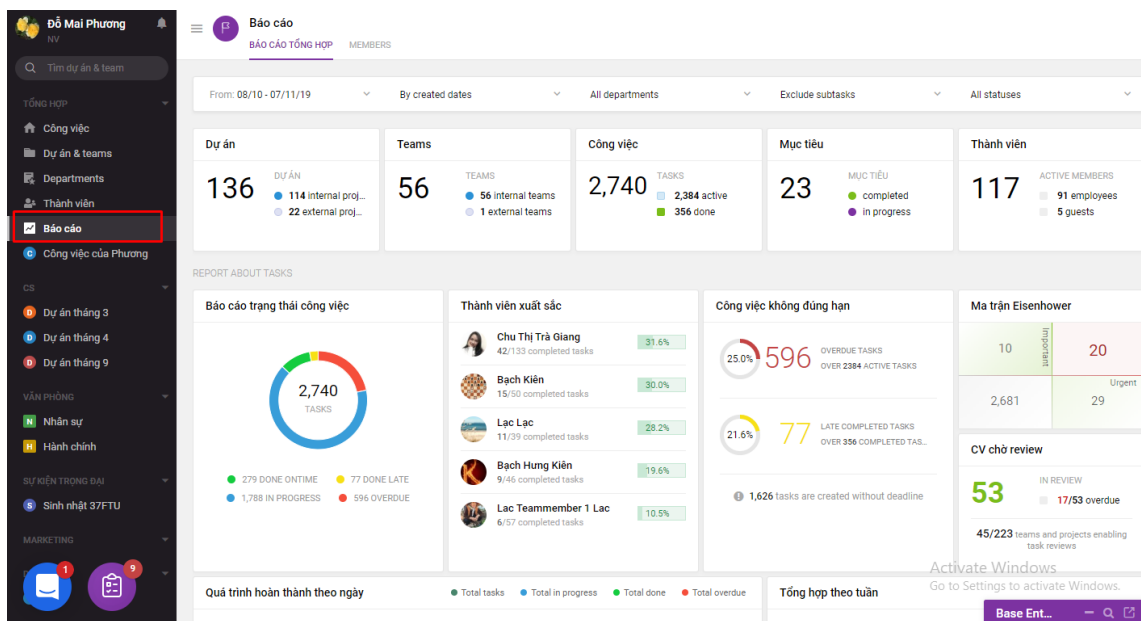 Đỗ Mai Phương
NV
Tìm dự án & team
TỔNG HỢP
Công việc
Dự án & teams
Departments
Thành viên
Báo cáo
C Công việc của Phương
CS
D Dự án tháng 3
D Dự án tháng 4
D Dự án tháng 9
VĂN PHÒNG
N Nhân sự
H Hành chính
SỰ KIỆN TRỌNG ĐẠI
S Sinh nhật 37FTU
MARKETING
1
9
Báo cáo
BÁO CÁO TỔNG HỢP MEMBERS
From: 08/10 - 07/11/19 By created dates All departments Exclude subtasks All statuses
Dự án
136
DỰ ÁN
114 internal proj...
22 external proj...
Teams
56
TEAMS
56 internal teams
1 external teams
Công việc
2,740
TASKS
2,384 active
356 done
Mục tiêu
23
MỤC TIÊU
completed
in progress
Thành viên
117
ACTIVE MEMBERS
91 employees
5 guests
REPORT ABOUT TASKS
Báo cáo trạng thái công việc
2,740
TASKS
279 DONE ONTIME 77 DONE LATE
1,788 IN PROGRESS 596 OVERDUE
Thành viên xuất sắc
Chu Thị Trà Giang
42/133 completed tasks
31.6%
Bạch Kiên
15/50 completed tasks
30.0%
Lạc Lạc
11/39 completed tasks
28.2%
Bạch Hưng Kiên
9/46 completed tasks
19.6%
Lac Teammember 1 Lac
6/57 completed tasks
10.5%
Công việc không đúng hạn
25.0% 596
OVERDUE TASKS
OVER 2384 ACTIVE TASKS
21.6% 77
LATE COMPLETED TASKS
OVER 356 COMPLETED TAS...
1,626 tasks are created without deadline
Ma trận Eisenhower
10 Important 20
Urgent
2,681 29
CV chờ review
53
IN REVIEW
17/53 overdue
45/223 teams and projects enabling
task reviews
Quá trình hoàn thành theo ngày
Total tasks Total in progress Total done Total overdue
Tổng hợp theo tuần
Activate Windows
Go to Settings to activate Windows.
Base Ent...